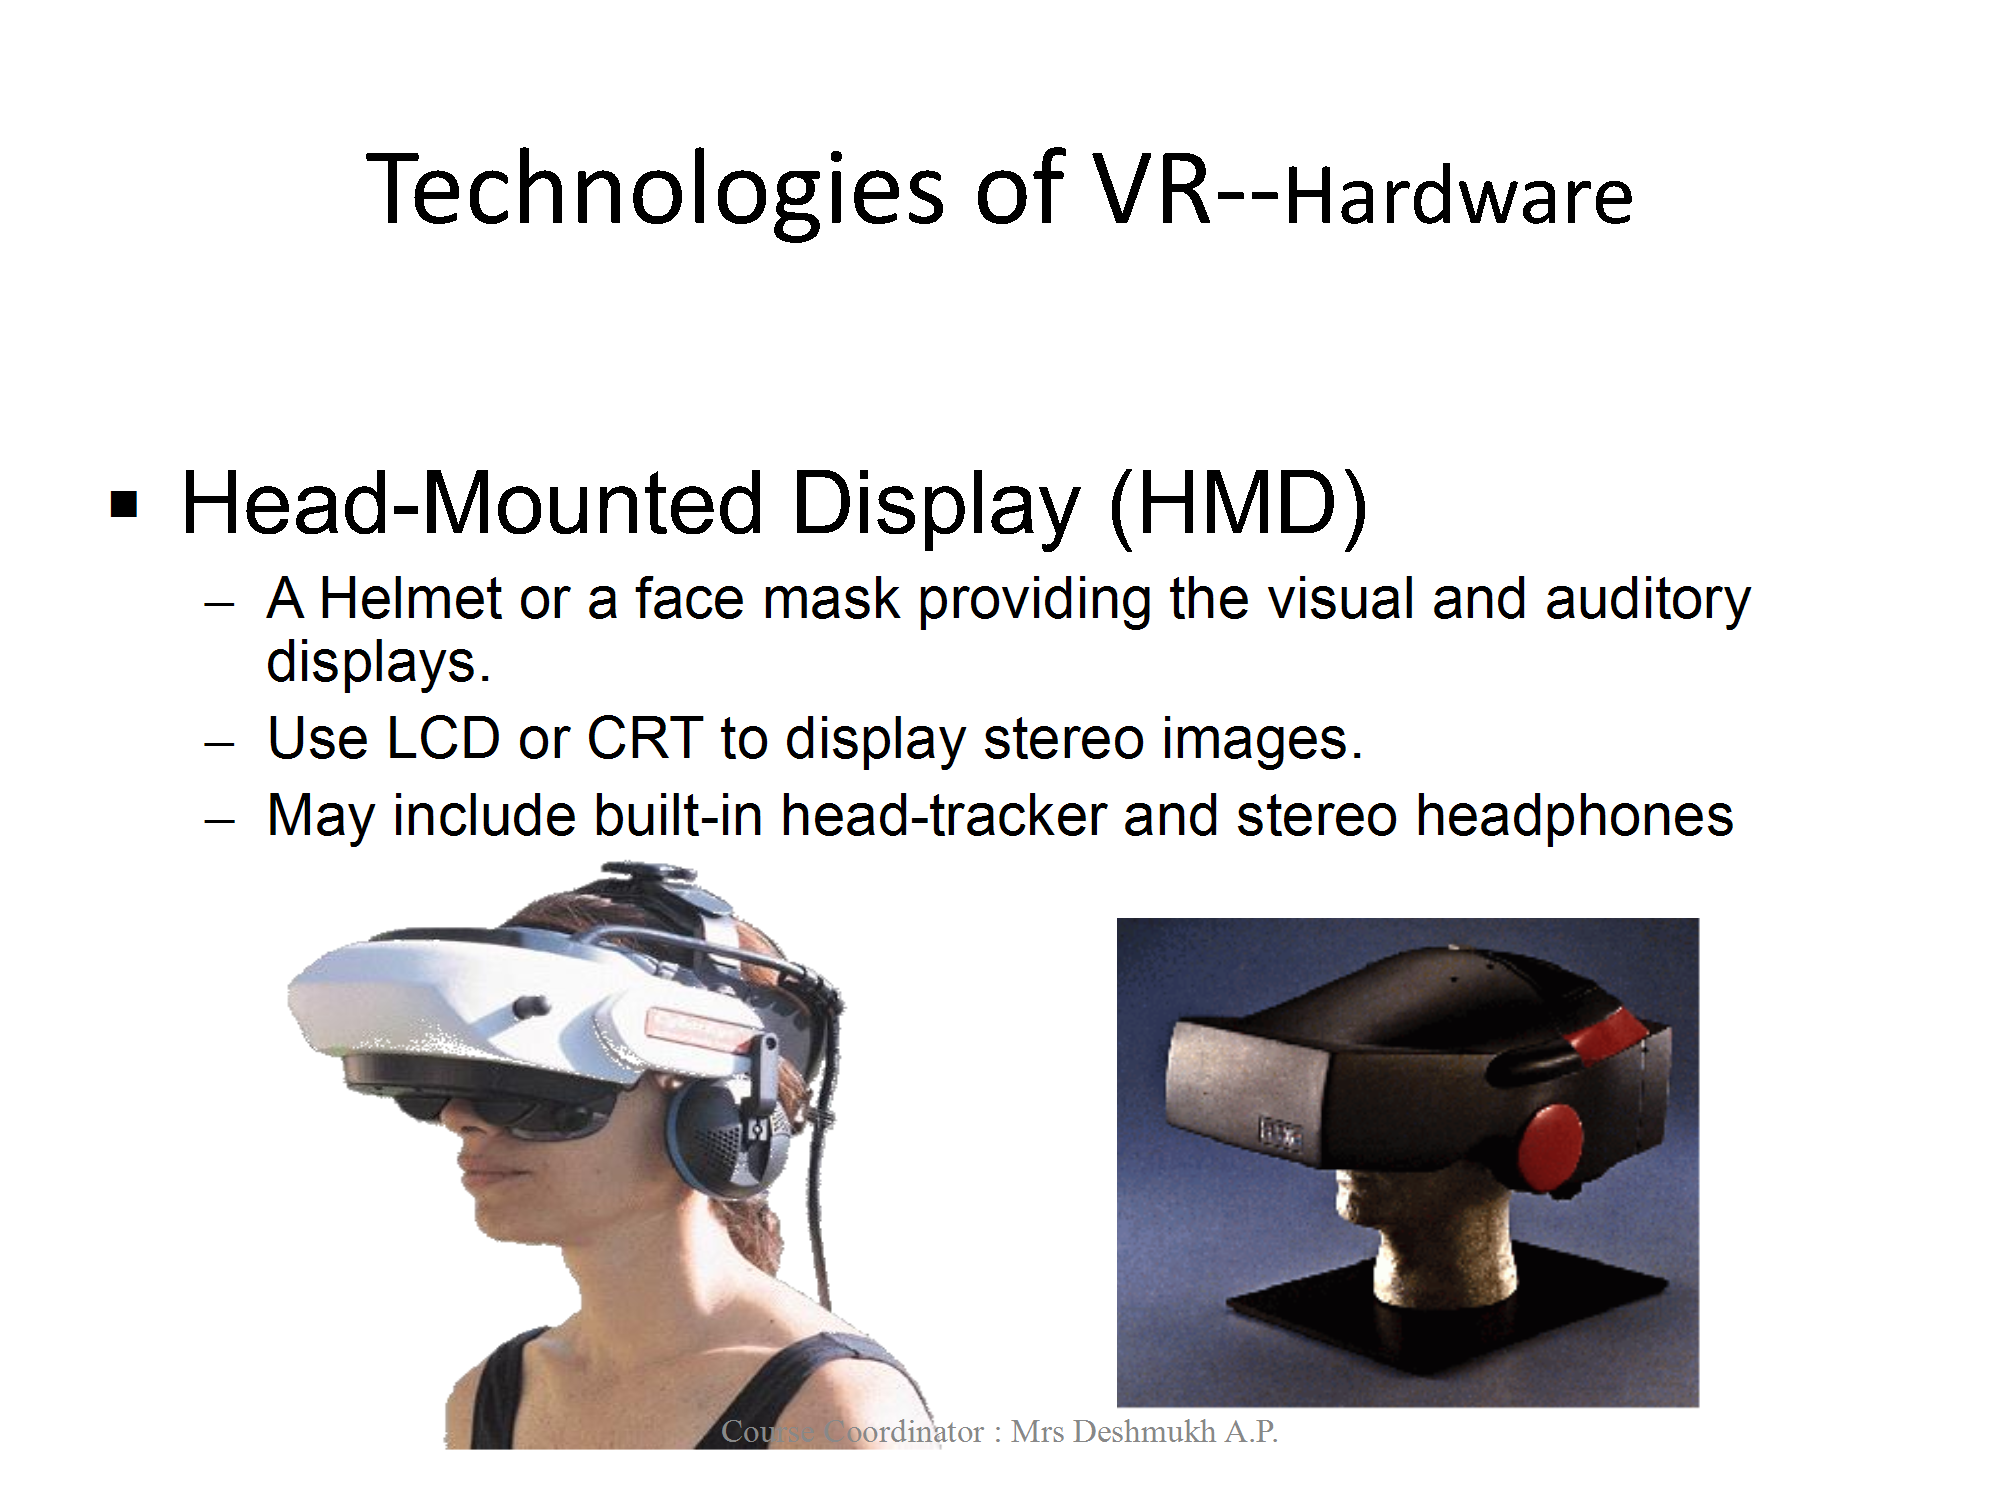 Technologies of VR--Hardware
■ Head-Mounted Display (HMD)
– A Helmet or a face mask providing the visual and auditory
displays.
– Use LCD or CRT to display stereo images.
– May include built-in head-tracker and stereo headphones
Course Coordinator : Mrs Deshmukh A.P.